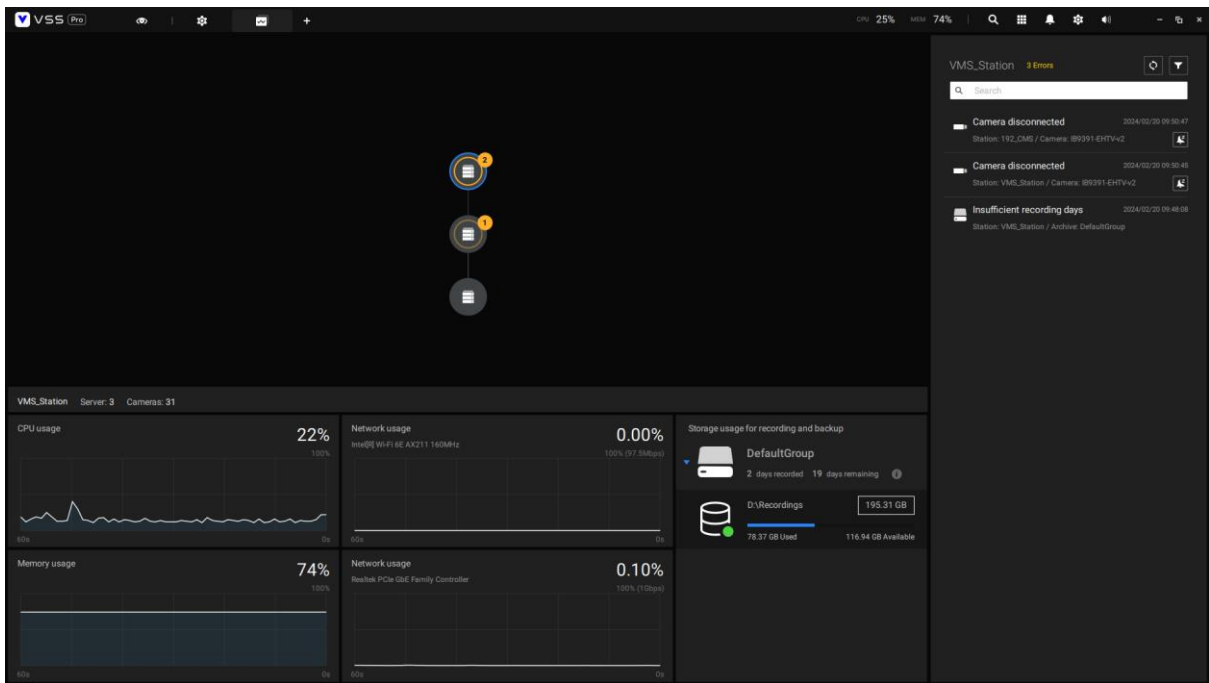 VSS Pro
CPU 25% MEM 74%
2
1
VMS_Station 3 Errors
Search
Camera disconnected 2024/02/20 09:50:47
Station: 192_CMS / Camera: IB9391-EHTV-v2
Camera disconnected 2024/02/20 09:50:46
Station: VMS_Station / Camera: IB9391-EHTV-v2
Insufficient recording days 2024/02/20 09:48:08
Station: VMS_Station / Archive: DefaultGroup
VMS_Station Server: 3 Cameras: 31
CPU usage 22%
100%
60s 0s
Network usage 0.00%
Intel(R) Wi-Fi 6E AX211 160MHz 100% (97.5Mbps)
60s 0s
Memory usage 74%
100%
60s 0s
Network usage 0.10%
Realtek PCIe GbE Family Controller 100% (1Gbps)
60s 0s
Storage usage for recording and backup
DefaultGroup
2 days recorded 19 days remaining
D:\Recordings 195.31 GB
78.37 GB Used 116.94 GB Available